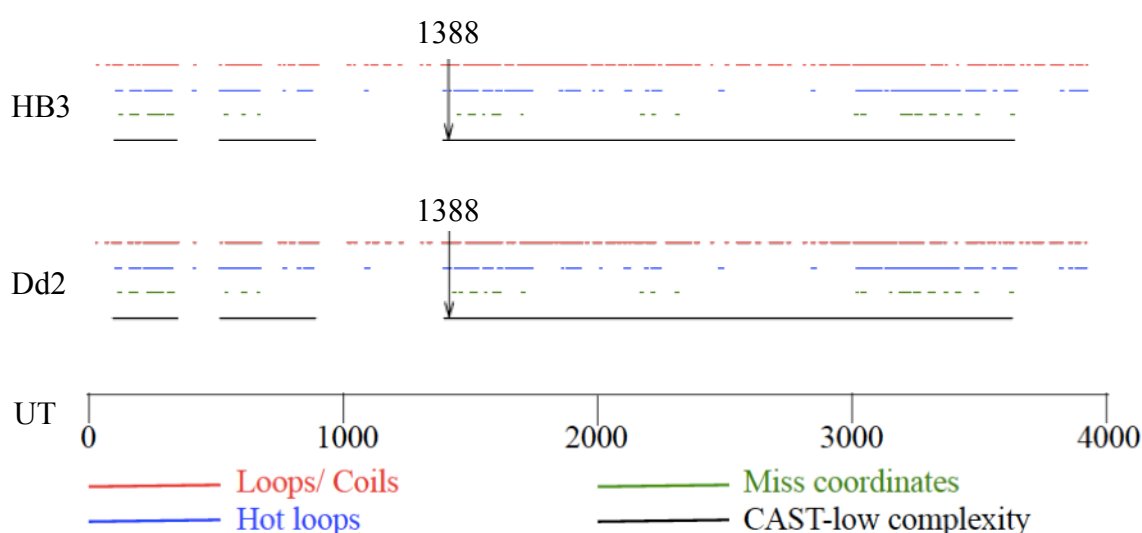 1388
HB3
1388
Dd2
UT
0 1000 2000 3000 4000
Loops/ Coils Miss coordinates
Hot loops CAST-low complexity